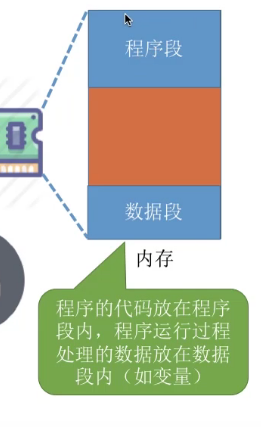 程序段
数据段
内存
程序的代码放在程序
段内，程序运行过程
处理的数据放在数据
段内（如变量）